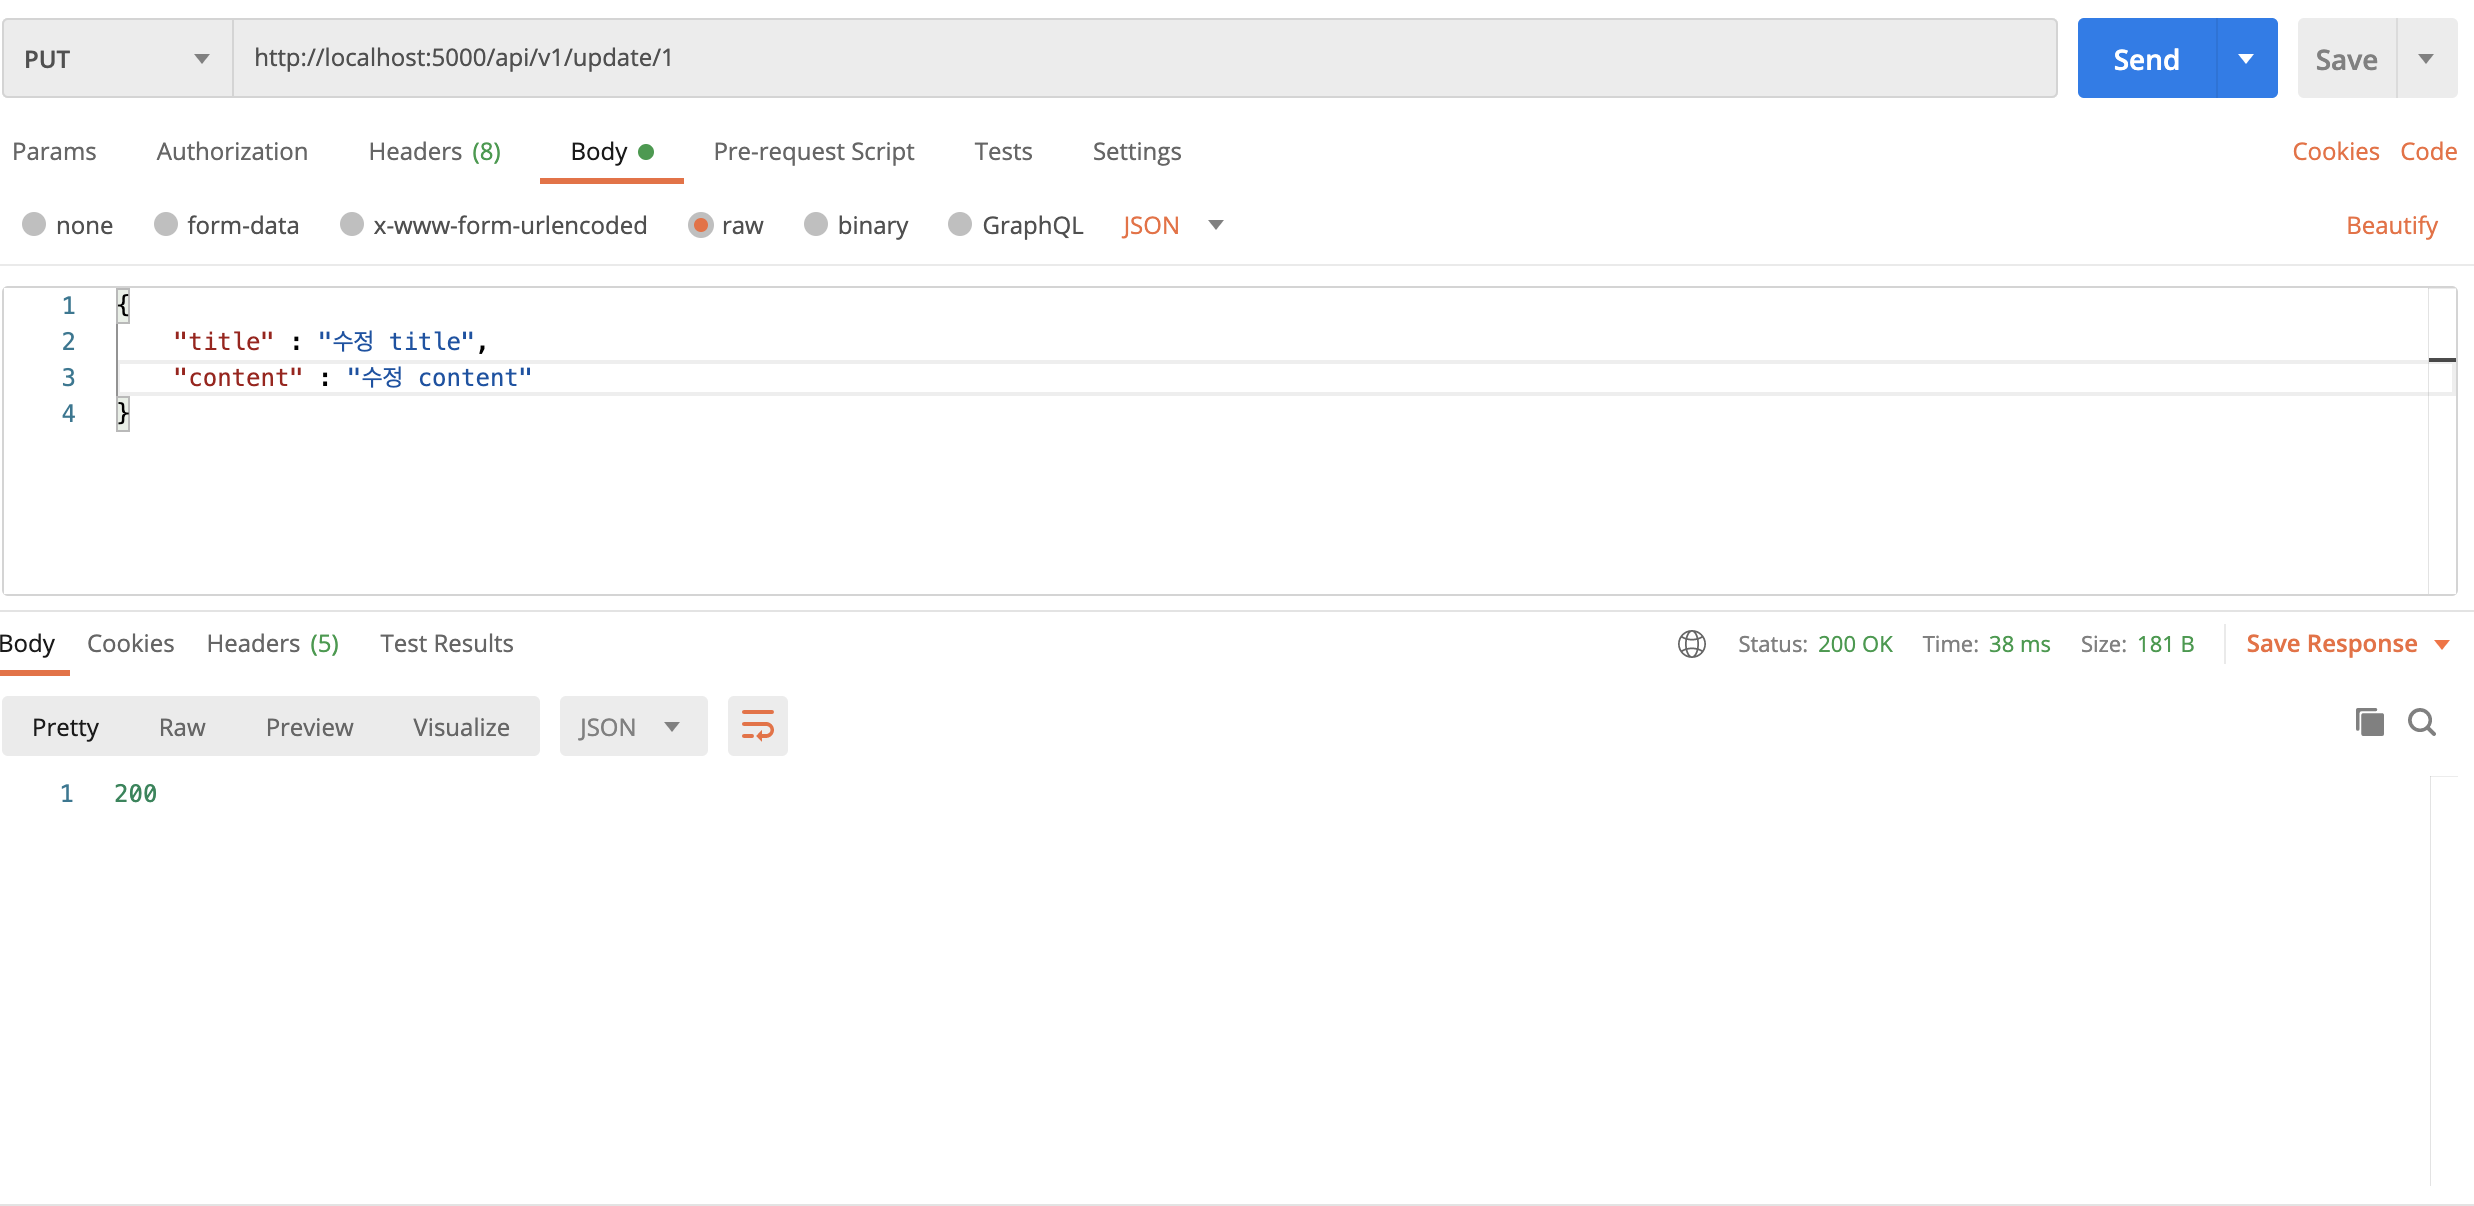 PUT http://localhost:5000/api/v1/update/1 Send Save
Params Authorization Headers (8) Body Pre-request Script Tests Settings Cookies Code
none form-data x-www-form-urlencoded raw binary GraphQL JSON Beautify
1 {
2 "title" : "수정 title",
3 "content" : "수정 content"
4 }
Body Cookies Headers (5) Test Results Status: 200 OK Time: 38 ms Size: 181 B Save Response
Pretty Raw Preview Visualize JSON
1 200